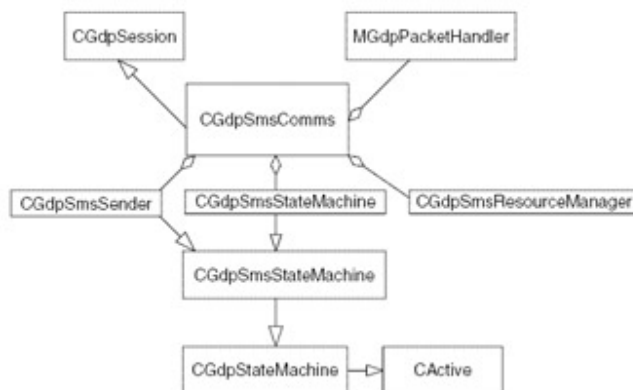 CGdpSession
MGdpPacketHandler
CGdpSmsComms
CGdpSmsSender
CGdpSmsStateMachine
CGdpSmsResourceManager
CGdpSmsStateMachine
CGdpStateMachine
CActive